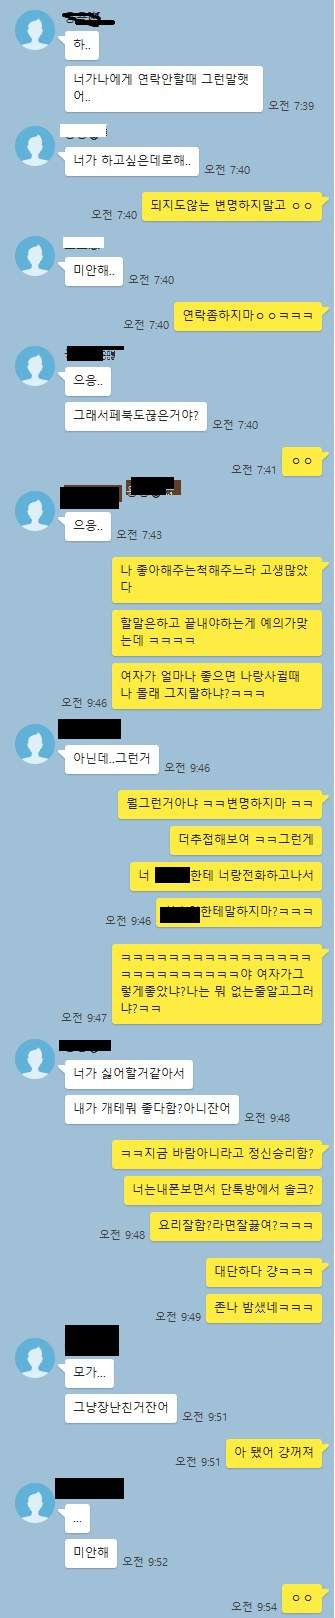 하..
너가나에게 연락안할때 그런말햇
어..
오전 7:39
너가 하고싶은데로해..
오전 7:40
되지도않는 변명하지말고 ㅇㅇ
오전 7:40
미안해..
오전 7:40
연락좀하지마ㅇㅇㅋㅋㅋ
오전 7:40
으응..
그래서페북도끊은거야?
오전 7:40
ㅇㅇ
오전 7:41
으응..
오전 7:43
나 좋아해주는척해주느라 고생많았
다
할말은하고 끝내야하는게 예의가맞
는데 ㅋㅋㅋㅋ
여자가 얼마나 좋으면 나랑사귈때
나 몰래 그지랄하냐?ㅋㅋㅋ
오전 9:46
아닌데..그런거
오전 9:46
뭘그런거아냐 ㅋㅋ변명하지마 ㅋㅋ
더추접해보여 ㅋㅋ그런게
너 한테 너랑전화하고나서
한테말하지마?ㅋㅋㅋ
오전 9:46
ㅋㅋㅋㅋㅋㅋㅋㅋㅋㅋㅋㅋㅋㅋㅋㅋ
ㅋㅋㅋㅋㅋㅋㅋㅋㅋㅋㅋ야 여자가그
렇게좋았냐?나는 뭐 없는줄알고그러
냐?ㅋㅋ
오전 9:47
너가 싫어할거같아서
내가 개테뭐 좋다함?아니잔어
오전 9:48
ㅋㅋ지금 바람아니라고 정신승리함?
너는내폰보면서 단톡방에서 솔크?
요리잘함?라면잘끓여?ㅋㅋㅋ
오전 9:48
대단하다 걍ㅋㅋㅋ
존나 밤샜네ㅋㅋㅋ
오전 9:49
모가...
그냥장난친거잔어
오전 9:51
아 됐어 걍꺼져
오전 9:51
...
미안해
오전 9:52
ㅇㅇ
오전 9:54